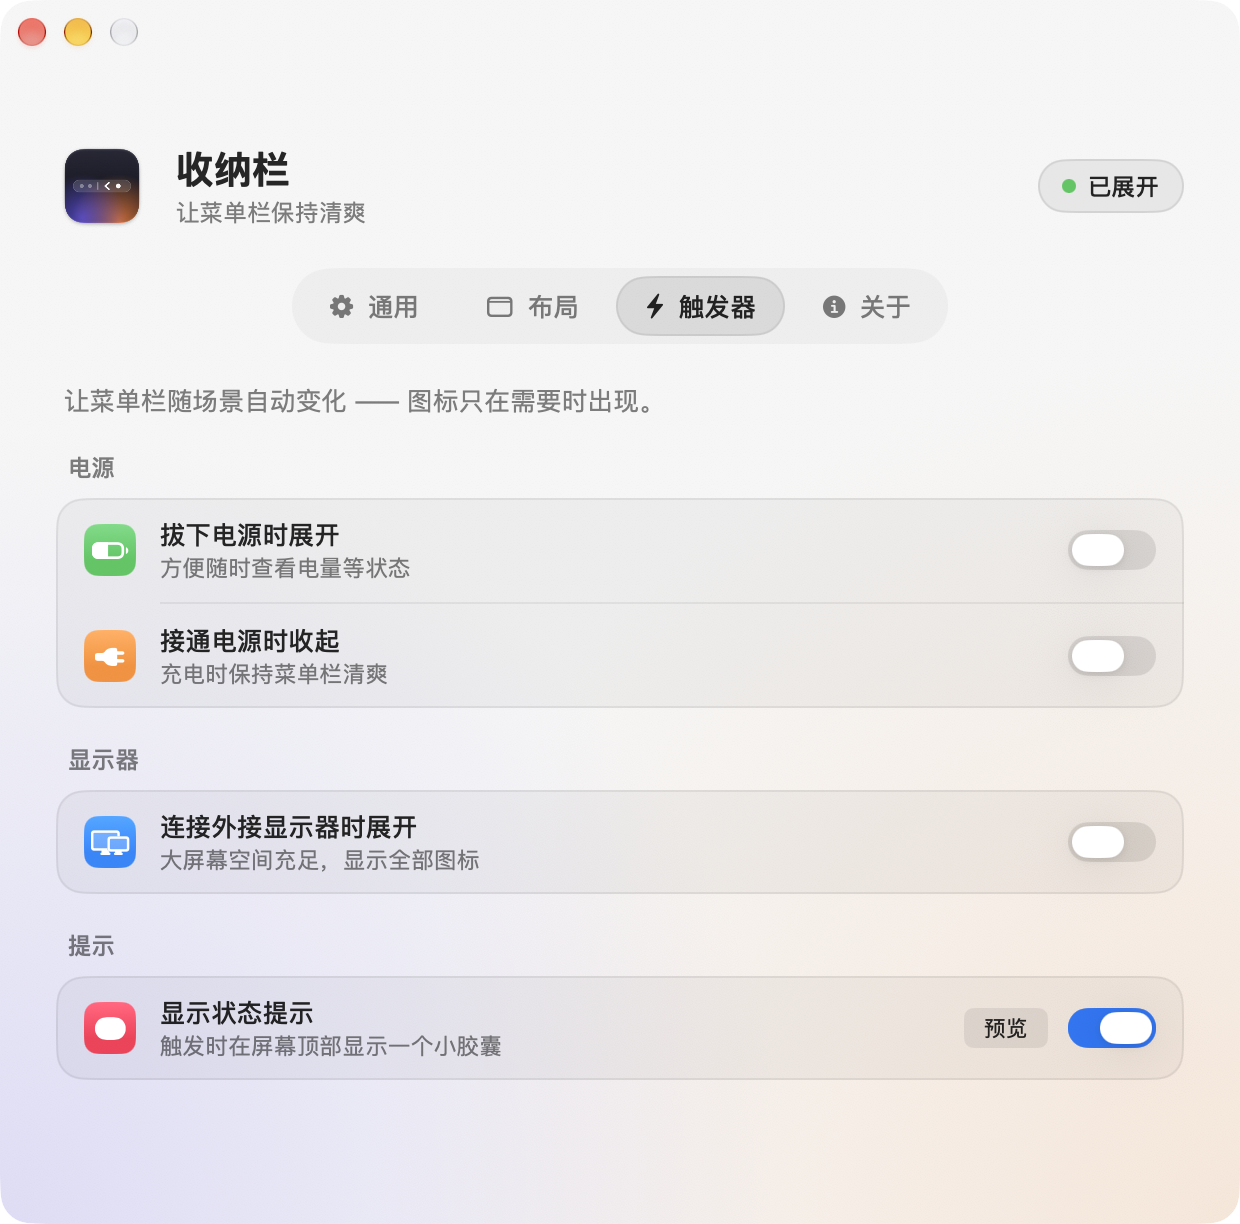 收纳栏
让菜单栏保持清爽
已展开
通用
布局
触发器
关于
让菜单栏随场景自动变化 —— 图标只在需要时出现。
电源
拔下电源时展开
方便随时查看电量等状态
接通电源时收起
充电时保持菜单栏清爽
显示器
连接外接显示器时展开
大屏幕空间充足，显示全部图标
提示
显示状态提示
触发时在屏幕顶部显示一个小胶囊
预览